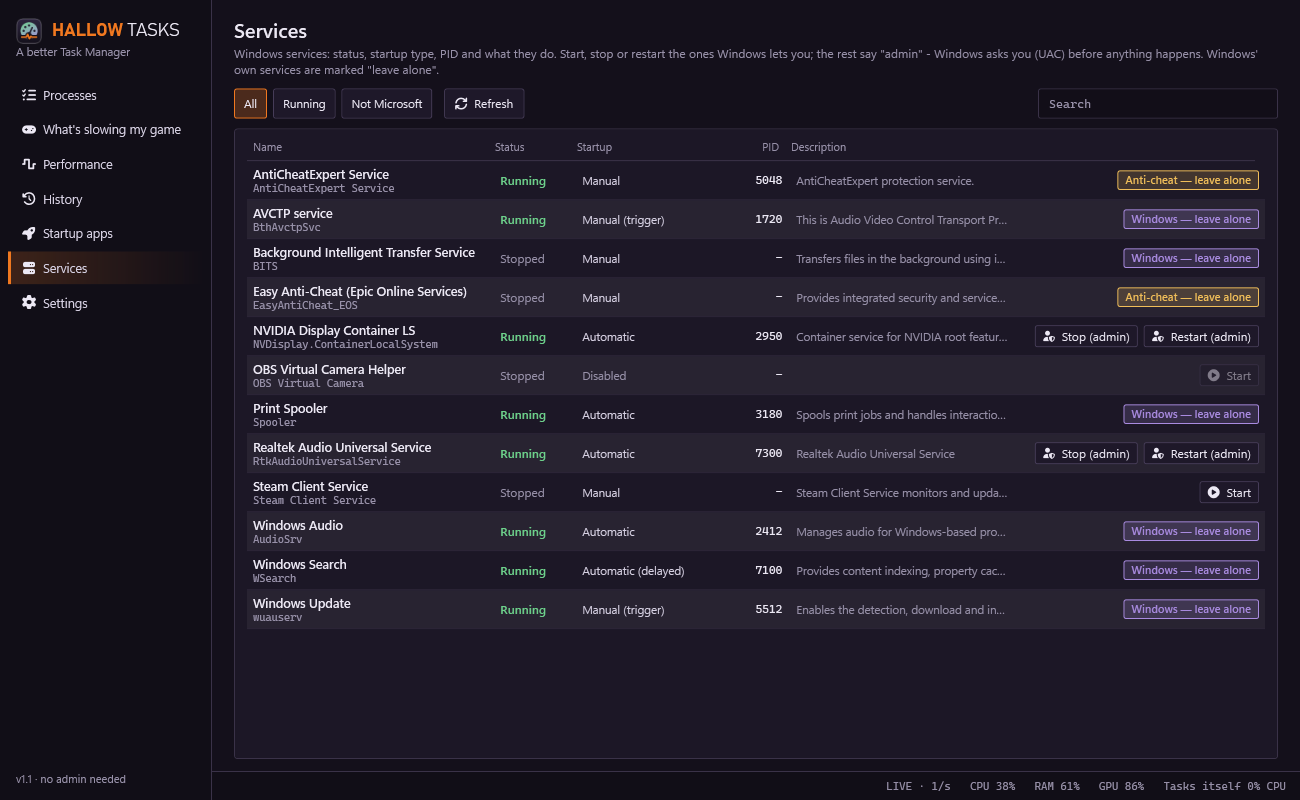 HALLOW TASKS
A better Task Manager
Processes
What's slowing my game
Performance
History
Startup apps
Services
Settings
v1.1 · no admin needed
Services
Windows services: status, startup type, PID and what they do. Start, stop or restart the ones Windows lets you; the rest say "admin" - Windows asks you (UAC) before anything happens. Windows'
own services are marked "leave alone".
All Running Not Microsoft Refresh Search
Name Status Startup PID Description
AntiCheatExpert Service Running Manual 5048 AntiCheatExpert protection service. Anti-cheat — leave alone
AntiCheatExpert Service
AVCTP service Running Manual (trigger) 1720 This is Audio Video Control Transport Pr... Windows — leave alone
BthAvctpSvc
Background Intelligent Transfer Service Stopped Manual – Transfers files in the background using i... Windows — leave alone
BITS
Easy Anti-Cheat (Epic Online Services) Stopped Manual – Provides integrated security and service... Anti-cheat — leave alone
EasyAntiCheat_EOS
NVIDIA Display Container LS Running Automatic 2950 Container service for NVIDIA root featur... Stop (admin) Restart (admin)
NVDisplay.ContainerLocalSystem
OBS Virtual Camera Helper Stopped Disabled – Start
OBS Virtual Camera
Print Spooler Running Automatic 3180 Spools print jobs and handles interactio... Windows — leave alone
Spooler
Realtek Audio Universal Service Running Automatic 7300 Realtek Audio Universal Service Stop (admin) Restart (admin)
RtkAudioUniversalService
Steam Client Service Stopped Manual – Steam Client Service monitors and upda... Start
Steam Client Service
Windows Audio Running Automatic 2412 Manages audio for Windows-based pro... Windows — leave alone
AudioSrv
Windows Search Running Automatic (delayed) 7100 Provides content indexing, property cac... Windows — leave alone
WSearch
Windows Update Running Manual (trigger) 5512 Enables the detection, download and in... Windows — leave alone
wuauserv
LIVE · 1/s CPU 38% RAM 61% GPU 86% Tasks itself 0% CPU